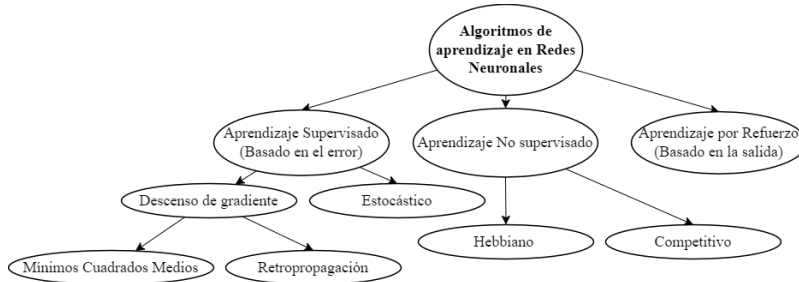 Algoritmos de
aprendizaje en Redes
Neuronales
Aprendizaje Supervisado
(Basado en el error)
Aprendizaje No supervisado
Aprendizaje por Refuerzo
(Basado en la salida)
Descenso de gradiente
Estocástico
Hebbiano
Competitivo
Mínimos Cuadrados Medios
Retropropagación